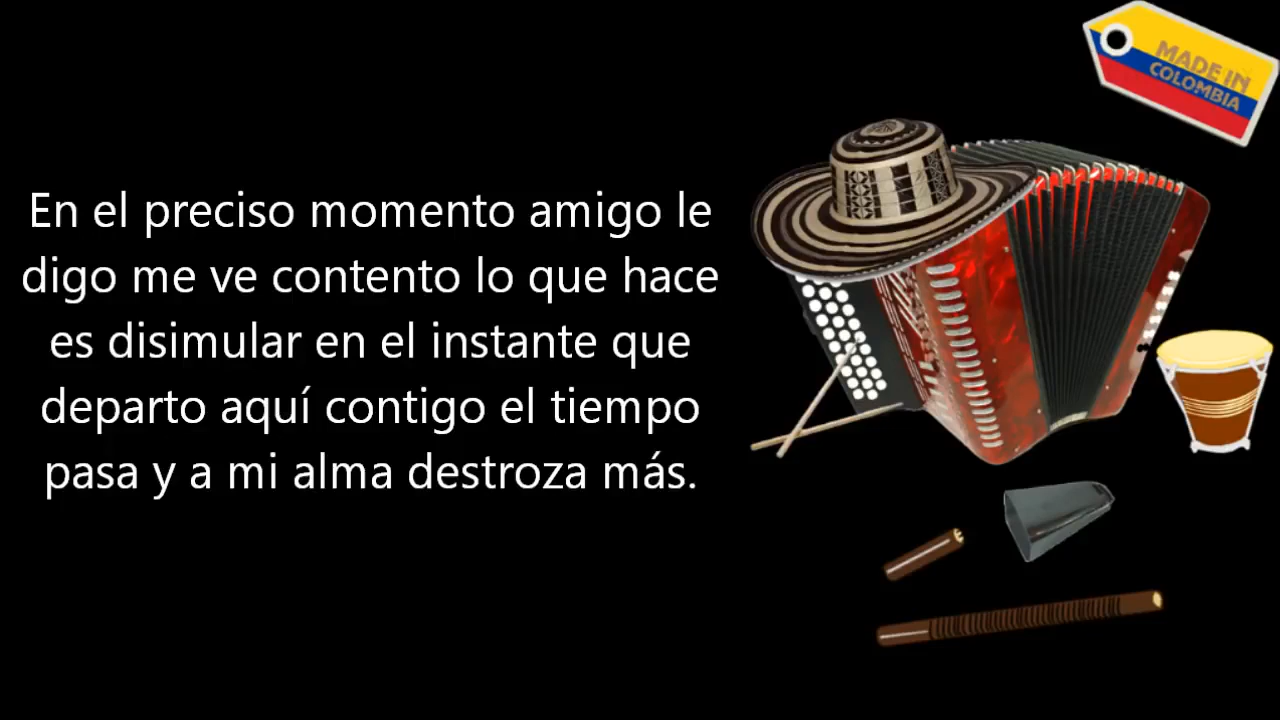 MADE IN
COLOMBIA
En el preciso momento amigo le
digo me ve contento lo que hace
es disimular en el instante que
departo aquí contigo el tiempo
pasa y a mi alma destroza más.